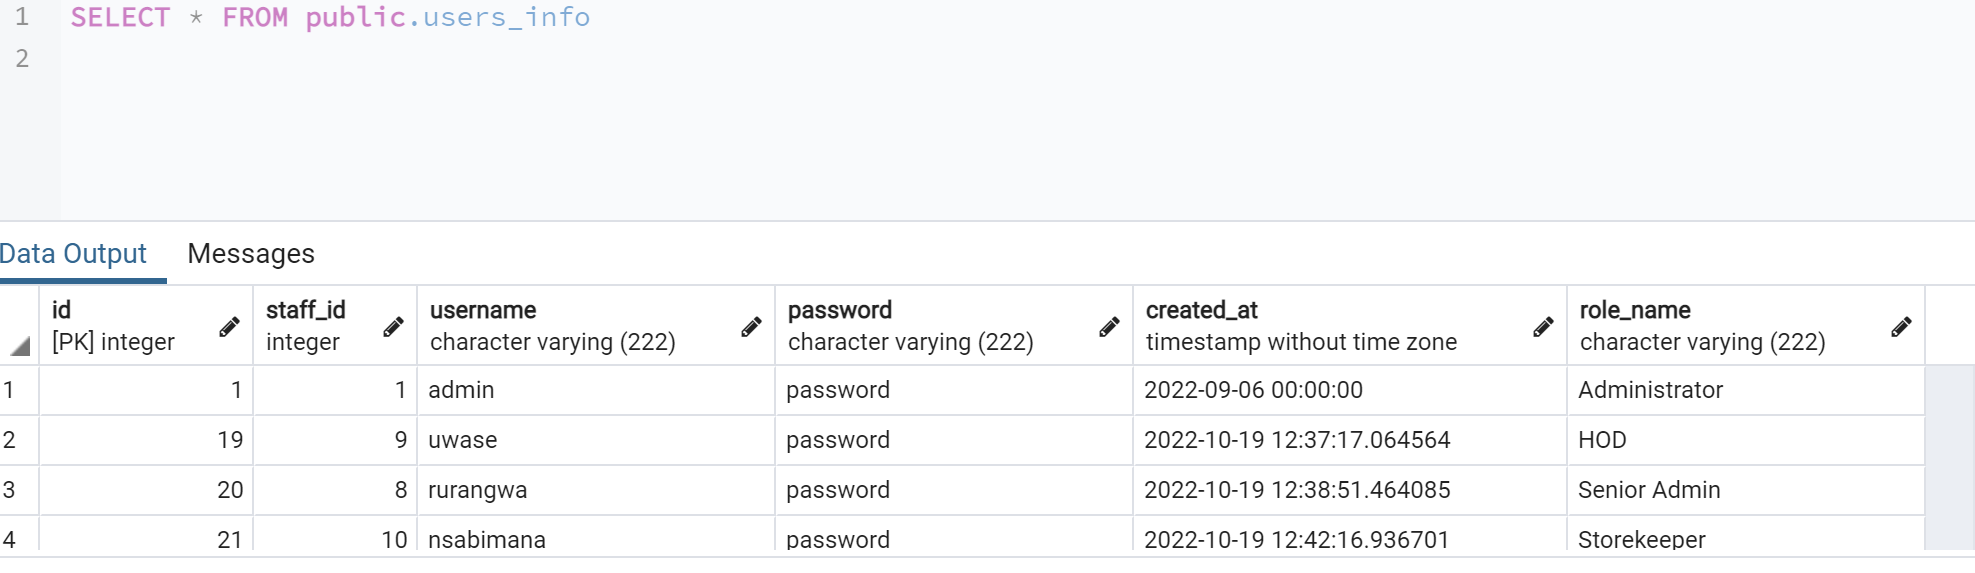 1 SELECT * FROM public.users_info
2
Data Output Messages
id staff_id username password created_at role_name
[PK] integer integer character varying (222) character varying (222) timestamp without time zone character varying (222)
1 1 1 admin password 2022-09-06 00:00:00 Administrator
2 19 9 uwase password 2022-10-19 12:37:17.064564 HOD
3 20 8 rurangwa password 2022-10-19 12:38:51.464085 Senior Admin
4 21 10 nsabimana password 2022-10-19 12:42:16.936701 Storekeeper